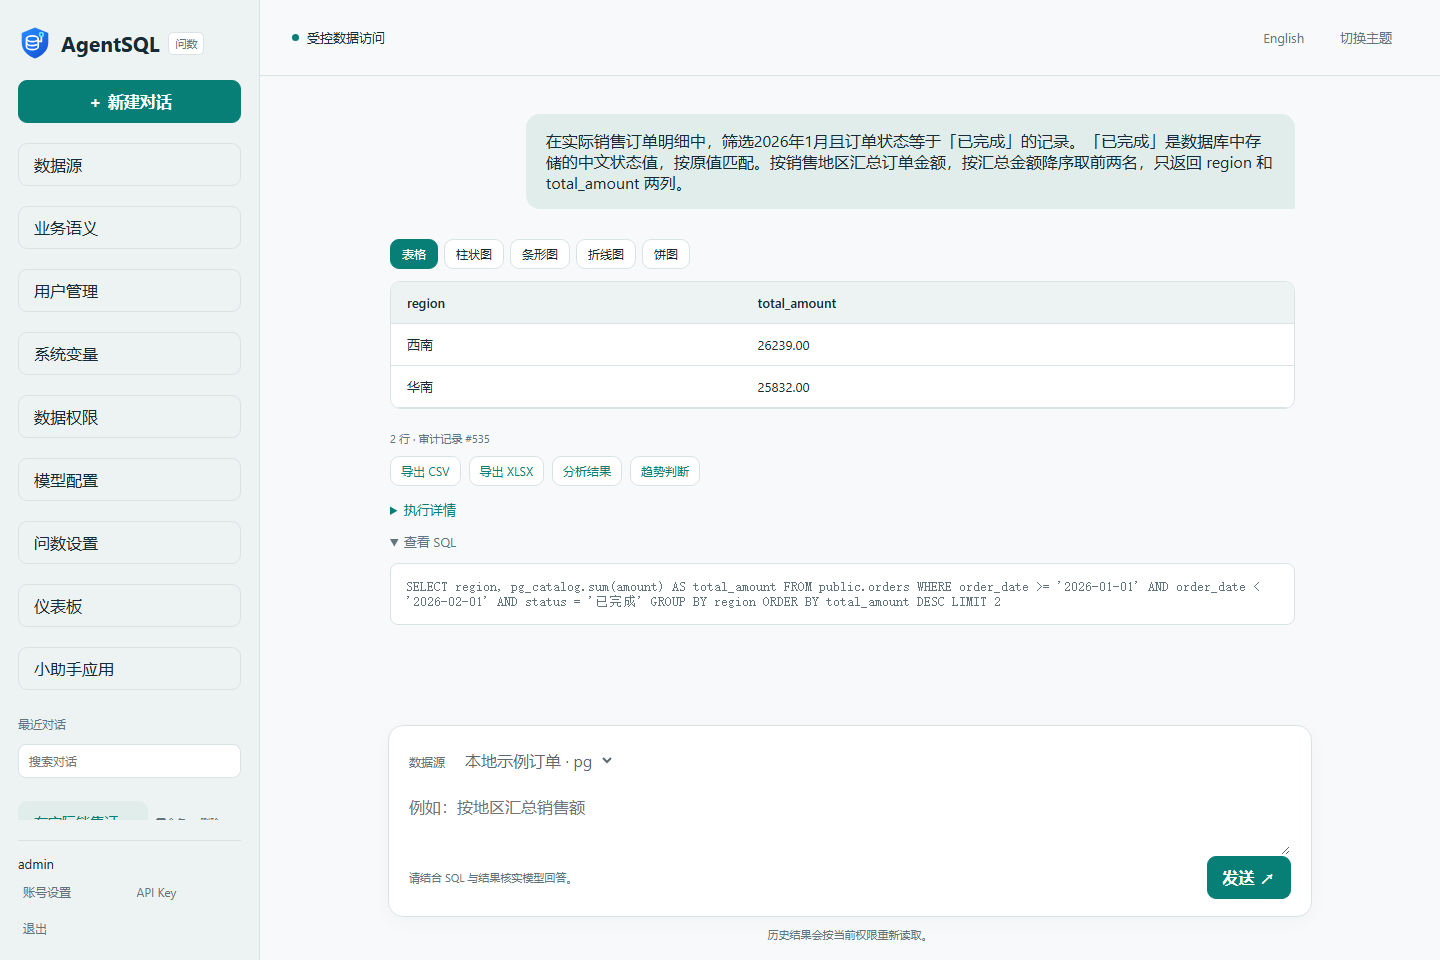 AgentSQL 问数
+ 新建对话
数据源
业务语义
用户管理
系统变量
数据权限
模型配置
问数设置
仪表板
小助手应用
最近对话
搜索对话
admin
账号设置 API Key
退出
受控数据访问
English 切换主题
在实际销售订单明细中，筛选2026年1月且订单状态等于「已完成」的记录。「已完成」是数据库中存
储的中文状态值，按原值匹配。按销售地区汇总订单金额，按汇总金额降序取前两名，只返回 region 和
total_amount 两列。
表格 柱状图 条形图 折线图 饼图
region total_amount
西南 26239.00
华南 25832.00
2 行 · 审计记录 #535
导出 CSV 导出 XLSX 分析结果 趋势判断
▶ 执行详情
▼ 查看 SQL
SELECT region, pg_catalog.sum(amount) AS total_amount FROM public.orders WHERE order_date >= '2026-01-01' AND order_date <
'2026-02-01' AND status = '已完成' GROUP BY region ORDER BY total_amount DESC LIMIT 2
数据源 本地示例订单 · pg
例如：按地区汇总销售额
请结合 SQL 与结果核实模型回答。
发送 ↗
历史结果会按当前权限重新读取。